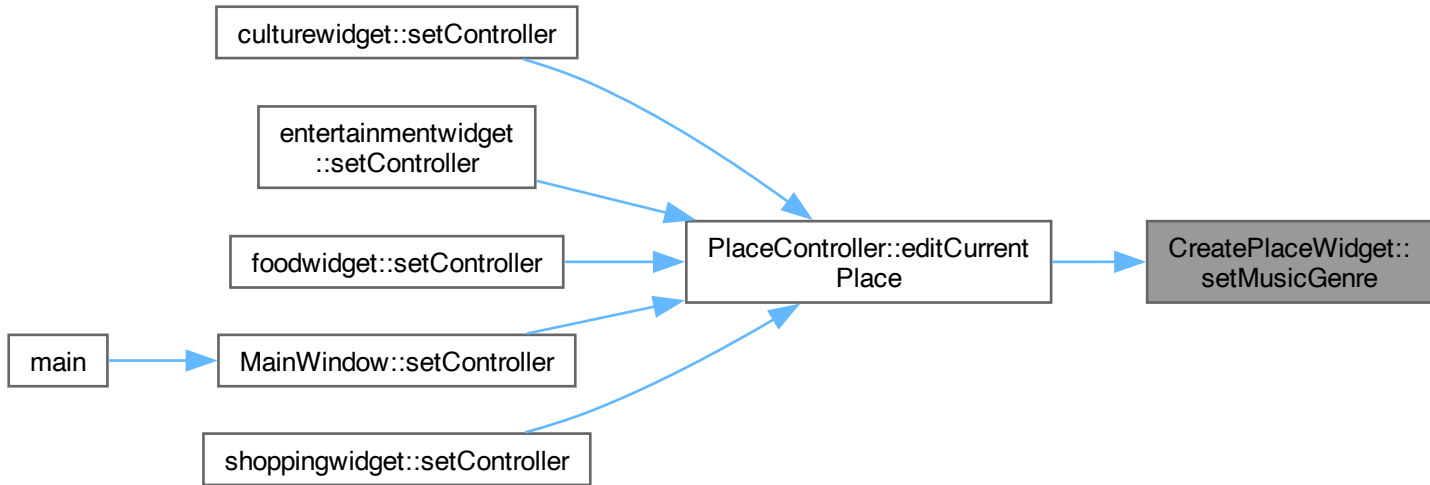 culturewidget::setController
entertainmentwidget
::setController
foodwidget::setController
main
MainWindow::setController
shoppingwidget::setController
PlaceController::editCurrent
Place
CreatePlaceWidget::
setMusicGenre